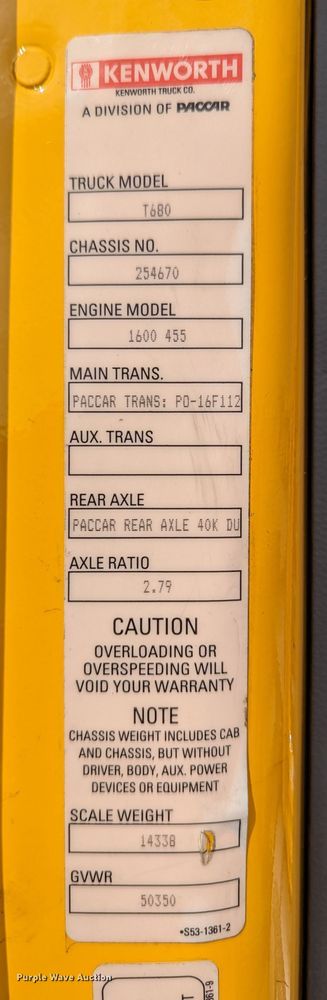 KENWORTH
KENWORTH TRUCK CO.
A DIVISION OF PACCAR
TRUCK MODEL
T680
CHASSIS NO.
254670
ENGINE MODEL
1600 455
MAIN TRANS.
PACCAR TRANS: PO-16F112
AUX. TRANS
REAR AXLE
PACCAR REAR AXLE 40K DU
AXLE RATIO
2.79
CAUTION
OVERLOADING OR
OVERSPEEDING WILL
VOID YOUR WARRANTY
NOTE
CHASSIS WEIGHT INCLUDES CAB
AND CHASSIS, BUT WITHOUT
DRIVER, BODY, AUX. POWER
DEVICES OR EQUIPMENT
SCALE WEIGHT
14338
GVWR
50350
*S53-1361-2
Purple Wave Auction